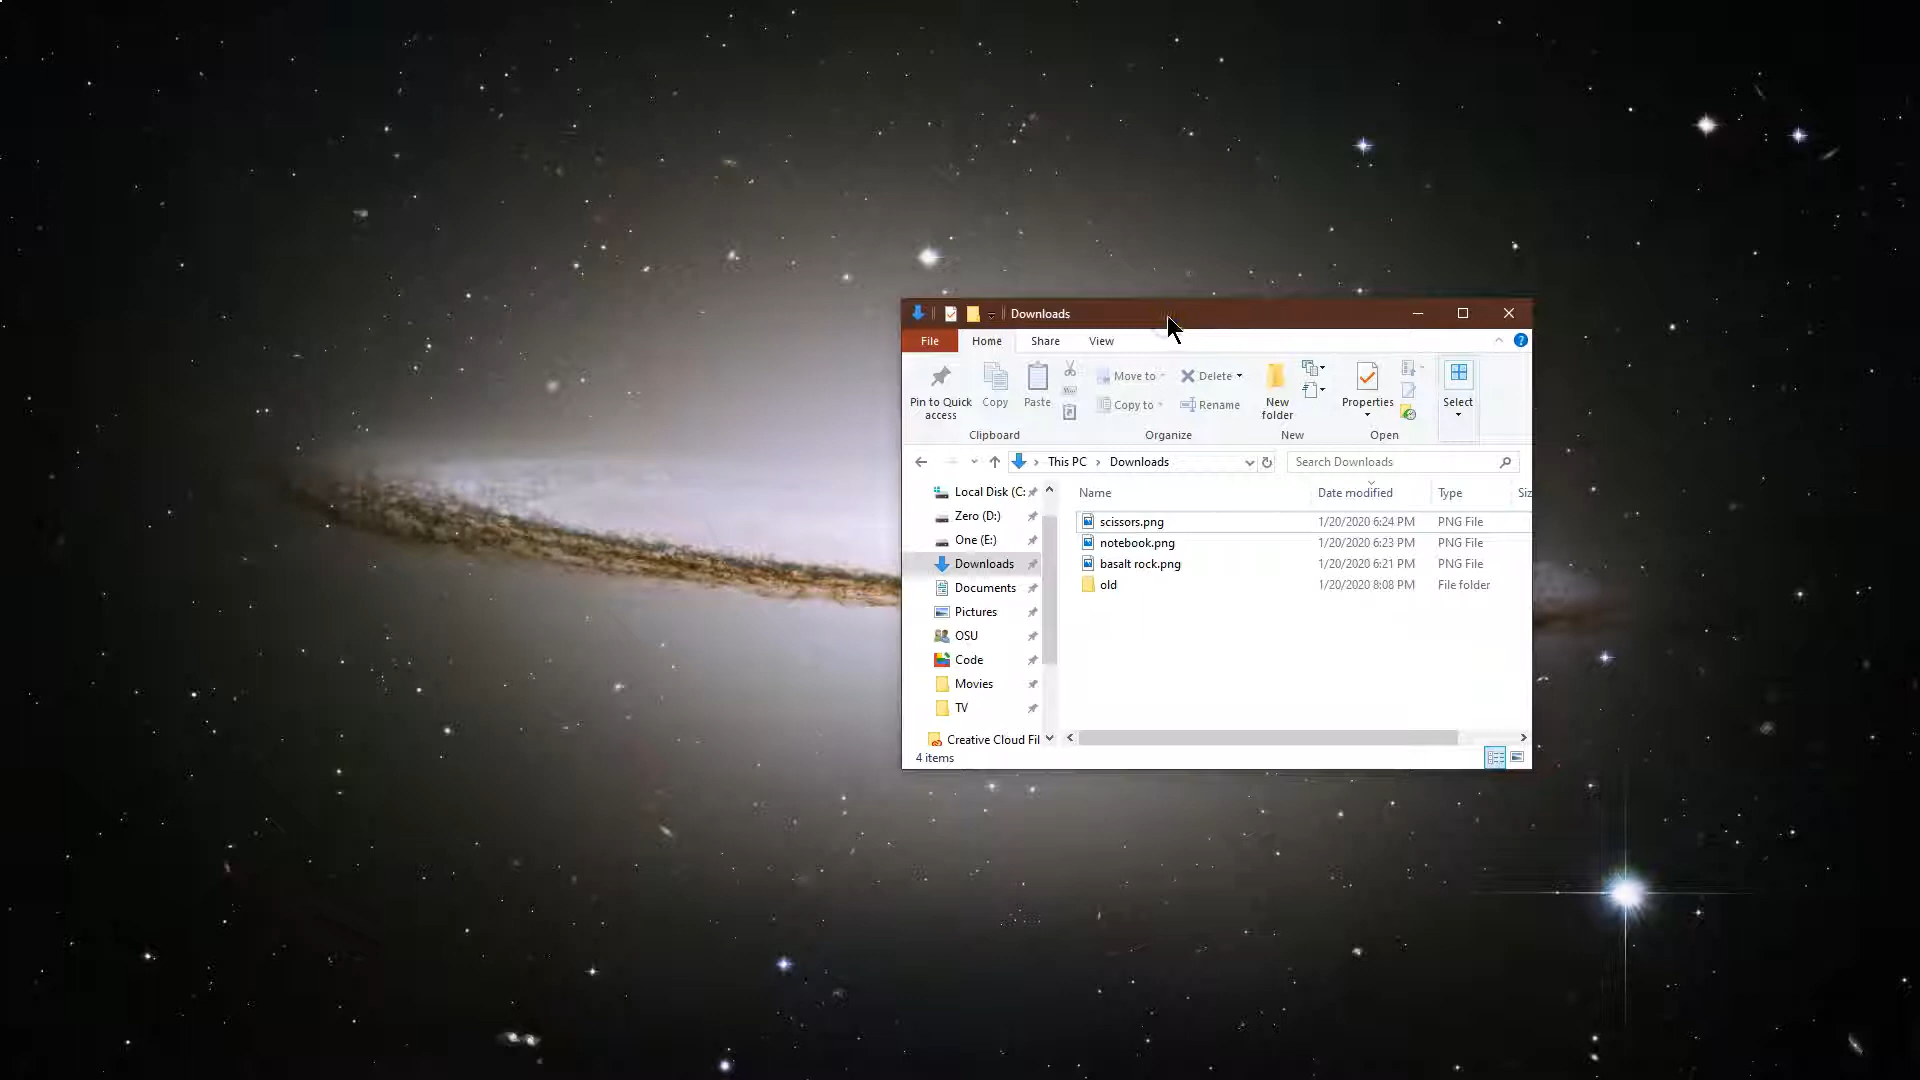 Downloads
File Home Share View
Pin to Quick access
Copy
Paste
Move to
Copy to
Delete
Rename
New folder
Properties
Select
Clipboard Organize New Open
This PC › Downloads
Search Downloads
Name Date modified Type Siz
scissors.png 1/20/2020 6:24 PM PNG File
notebook.png 1/20/2020 6:23 PM PNG File
basalt rock.png 1/20/2020 6:21 PM PNG File
old 1/20/2020 8:08 PM File folder
Local Disk (C:
Zero (D:)
One (E:)
Downloads
Documents
Pictures
OSU
Code
Movies
TV
Creative Cloud Fil
4 items